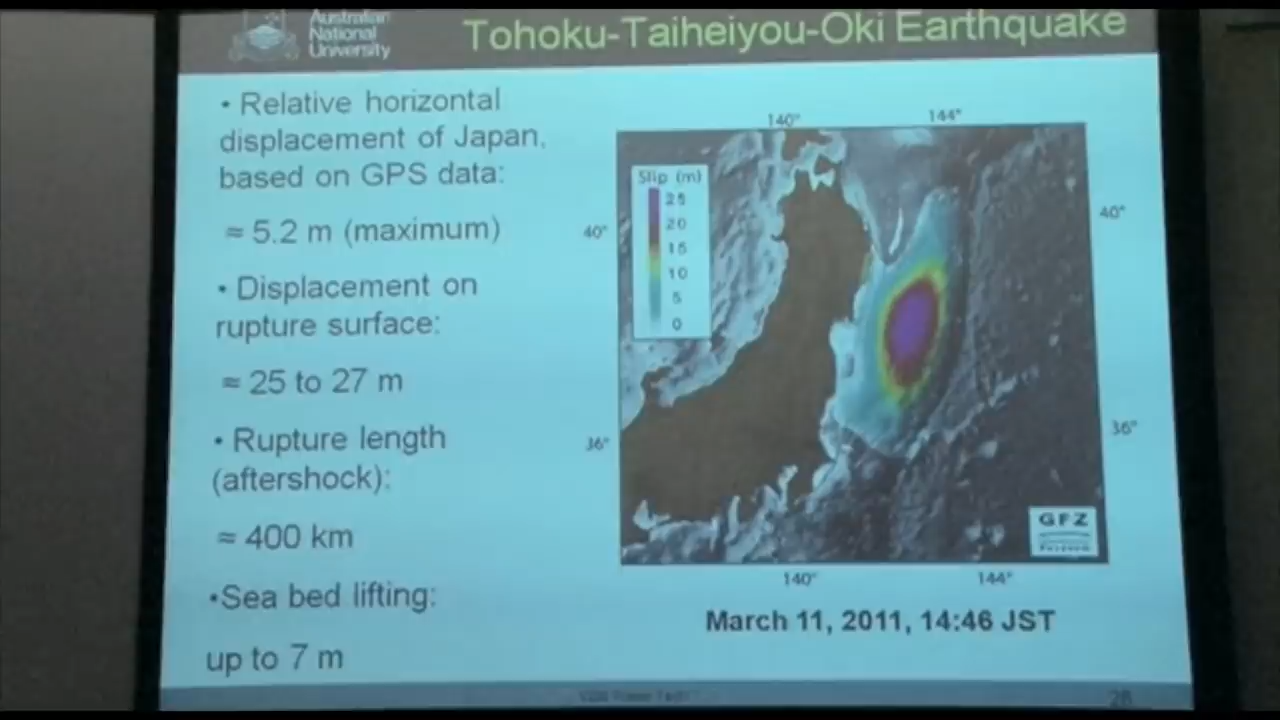 Australian
National
University
Tohoku-Taiheiyou-Oki Earthquake
• Relative horizontal
displacement of Japan,
based on GPS data:
≈ 5.2 m (maximum)
• Displacement on
rupture surface:
≈ 25 to 27 m
• Rupture length
(aftershock):
≈ 400 km
•Sea bed lifting:
up to 7 m
140° 144°
Slip (m)
25
20
15
10
5
0
40° 40°
36° 36°
GFZ
140° 144°
March 11, 2011, 14:46 JST
26